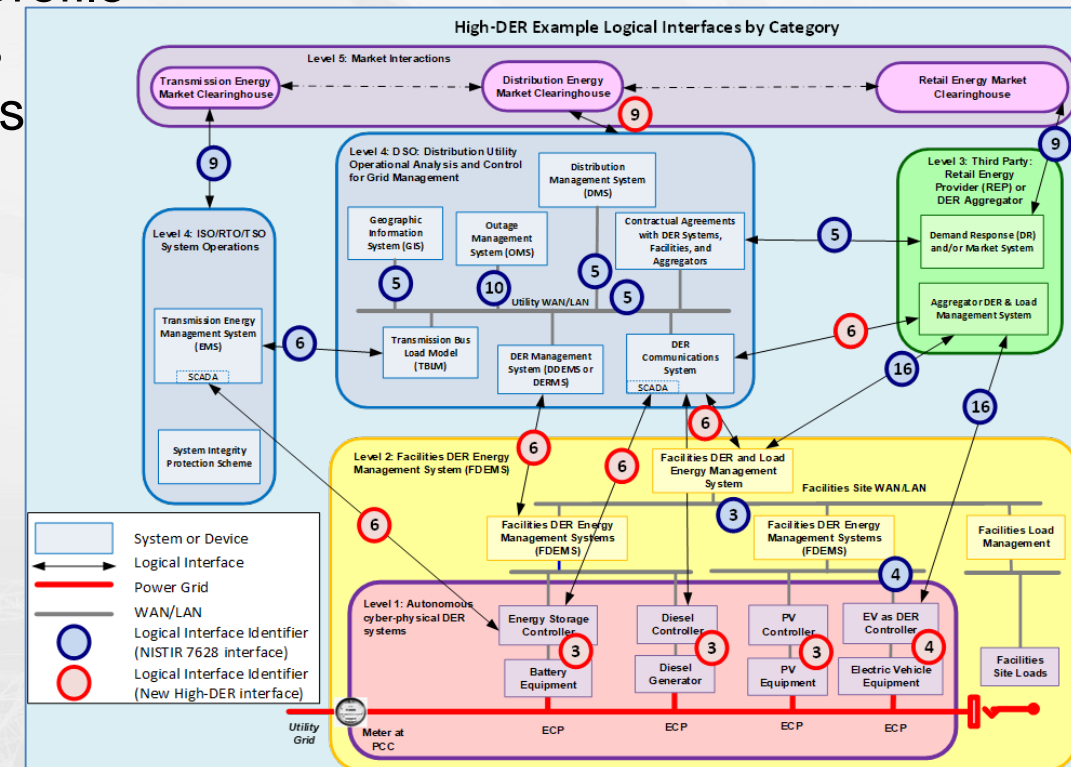 High-DER Example Logical Interfaces by Category
Level 5: Market Interactions
Transmission Energy
Market Clearinghouse
Distribution Energy
Market Clearinghouse
Retail Energy Market
Clearinghouse
9
9
9
Level 4: DSO: Distribution Utility
Operational Analysis and Control
for Grid Management
Distribution
Management System
(DMS)
Geographic
Information
System (GIS)
Outage
Management
System (OMS)
Contractual Agreements
with DER Systems,
Facilities, and
Aggregators
5
10
5
5
Utility WAN/LAN
Transmission Bus
Load Model
(TBLM)
DER Management
System (DDEMS or
DERMS)
DER
Communications
System
SCADA
Level 3: Third Party:
Retail Energy
Provider (REP) or
DER Aggregator
Demand Response (DR)
and/or Market System
Aggregator DER & Load
Management System
5
6
16
16
Level 4: ISO/RTO/TSO
System Operations
Transmission Energy
Management System
(EMS)
SCADA
System Integrity
Protection Scheme
6
6
6
6
6
Level 2: Facilities DER Energy
Management System (FDEMS)
Facilities DER and Load
Energy Management
System
Facilities Site WAN/LAN
3
Facilities DER Energy
Management Systems
(FDEMS)
Facilities DER Energy
Management Systems
(FDEMS)
Facilities Load
Management
4
Level 1: Autonomous
cyber-physical DER
systems
Energy Storage
Controller
Diesel
Controller
PV
Controller
EV as DER
Controller
3
3
3
4
Battery
Equipment
Diesel
Generator
PV
Equipment
Electric Vehicle
Equipment
Facilities
Site Loads
ECP
ECP
ECP
ECP
Utility
Grid
Meter at
PCC
System or Device
Logical Interface
Power Grid
WAN/LAN
Logical Interface Identifier
(NISTIR 7628 interface)
Logical Interface Identifier
(New High-DER interface)